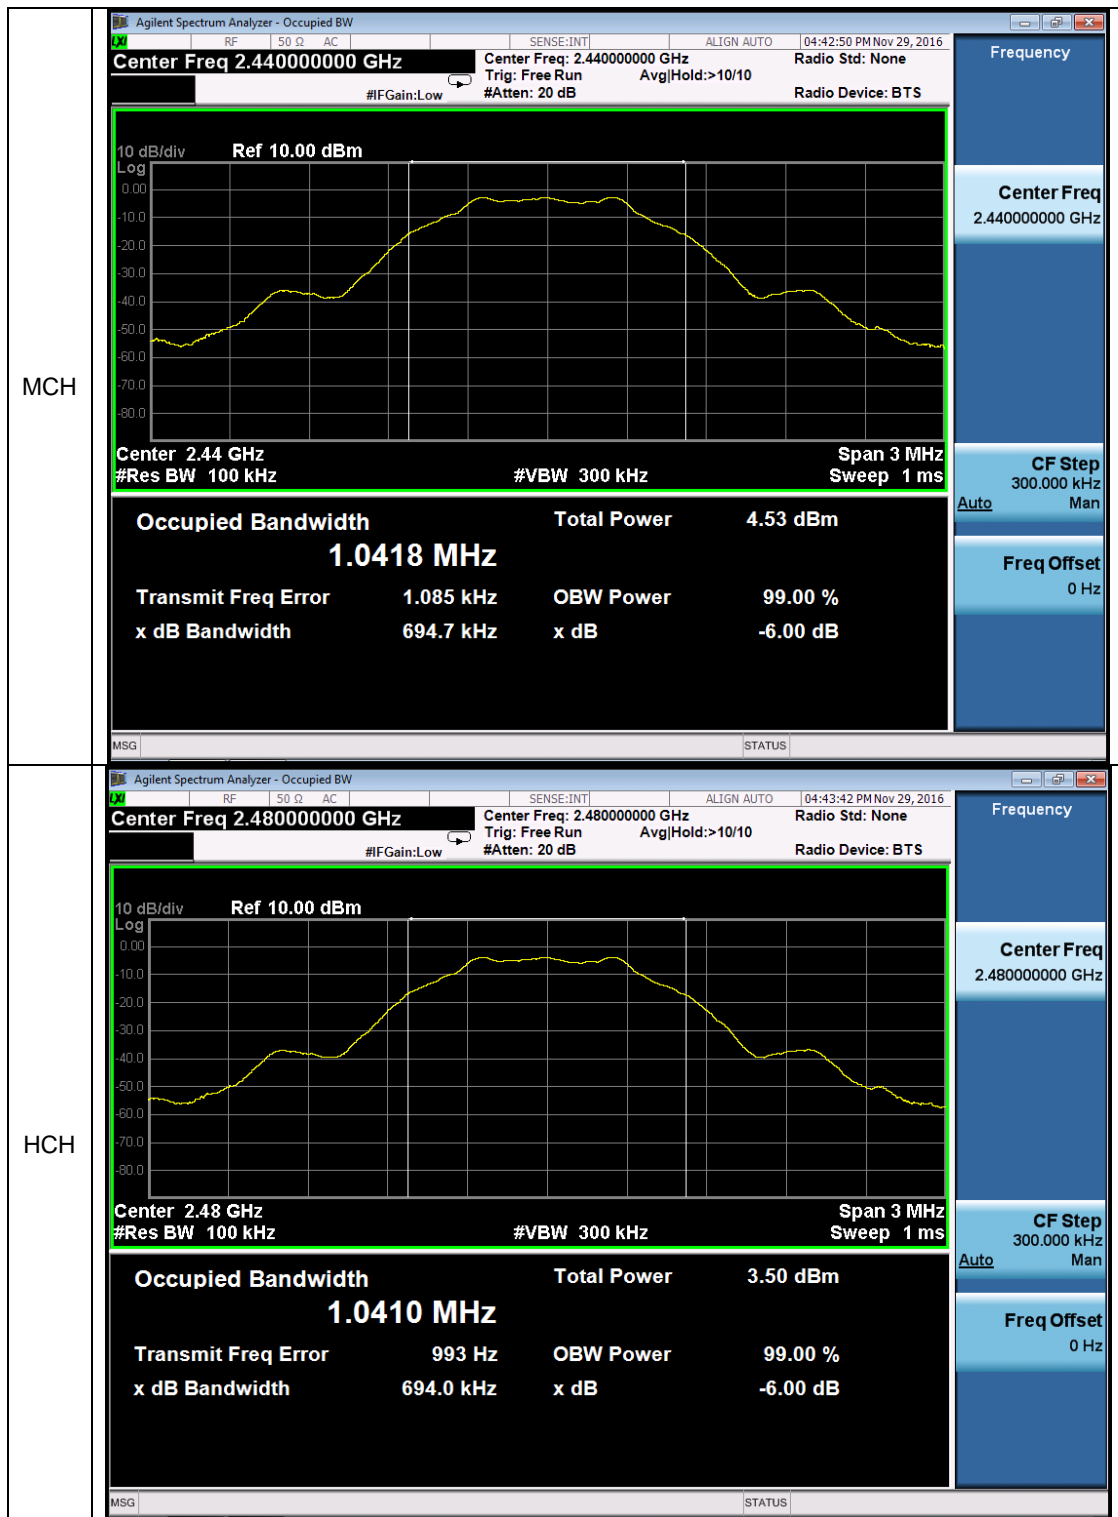 MCH
Agilent Spectrum Analyzer - Occupied BW
LXI RF 50 Ω AC SENSE:INT ALIGN AUTO 04:42:50 PM Nov 29, 2016
Center Freq 2.440000000 GHz
Center Freq: 2.440000000 GHz Radio Std: None
Trig: Free Run Avg|Hold:>10/10
#IFGain:Low #Atten: 20 dB Radio Device: BTS
Frequency
10 dB/div Ref 10.00 dBm
Log
0.00
-10.0
-20.0
-30.0
-40.0
-50.0
-60.0
-70.0
-80.0
Center 2.44 GHz Span 3 MHz
#Res BW 100 kHz #VBW 300 kHz Sweep 1 ms
Center Freq
2.440000000 GHz
CF Step
300.000 kHz
Auto Man
Freq Offset
0 Hz
Occupied Bandwidth Total Power 4.53 dBm
1.0418 MHz
Transmit Freq Error 1.085 kHz OBW Power 99.00 %
x dB Bandwidth 694.7 kHz x dB -6.00 dB
MSG STATUS
HCH
Agilent Spectrum Analyzer - Occupied BW
LXI RF 50 Ω AC SENSE:INT ALIGN AUTO 04:43:42 PM Nov 29, 2016
Center Freq 2.480000000 GHz
Center Freq: 2.480000000 GHz Radio Std: None
Trig: Free Run Avg|Hold:>10/10
#IFGain:Low #Atten: 20 dB Radio Device: BTS
Frequency
10 dB/div Ref 10.00 dBm
Log
0.00
-10.0
-20.0
-30.0
-40.0
-50.0
-60.0
-70.0
-80.0
Center 2.48 GHz Span 3 MHz
#Res BW 100 kHz #VBW 300 kHz Sweep 1 ms
Center Freq
2.480000000 GHz
CF Step
300.000 kHz
Auto Man
Freq Offset
0 Hz
Occupied Bandwidth Total Power 3.50 dBm
1.0410 MHz
Transmit Freq Error 993 Hz OBW Power 99.00 %
x dB Bandwidth 694.0 kHz x dB -6.00 dB
MSG STATUS